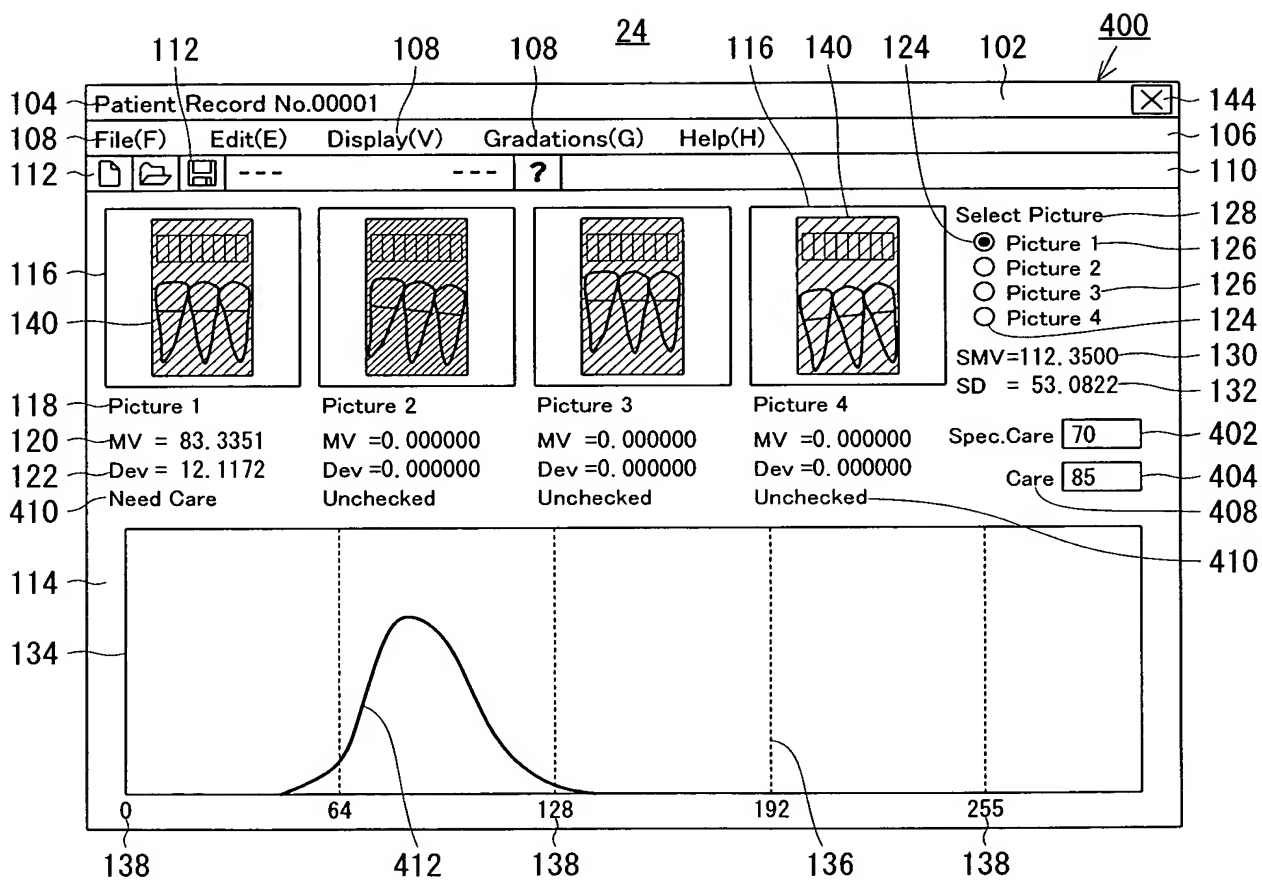 24
400
112 108 108 116 140 124 102
104 Patient Record No.00001 144
108 File(F) Edit(E) Display(V) Gradations(G) Help(H) 106
112 --- --- ? 110
Select Picture 128
Picture 1 126
116 Picture 2
Picture 3 126
140 Picture 4 124
SMV=112.3500 130
SD = 53.0822 132
118 Picture 1 Picture 2 Picture 3 Picture 4
120 MV = 83.3351 MV =0.000000 MV =0.000000 MV =0.000000 Spec.Care 70 402
122 Dev = 12.1172 Dev =0.000000 Dev =0.000000 Dev =0.000000 Care 85 404
410 Need Care Unchecked Unchecked Unchecked 408
114 410
134
0 64 128 192 255
138 412 138 136 138